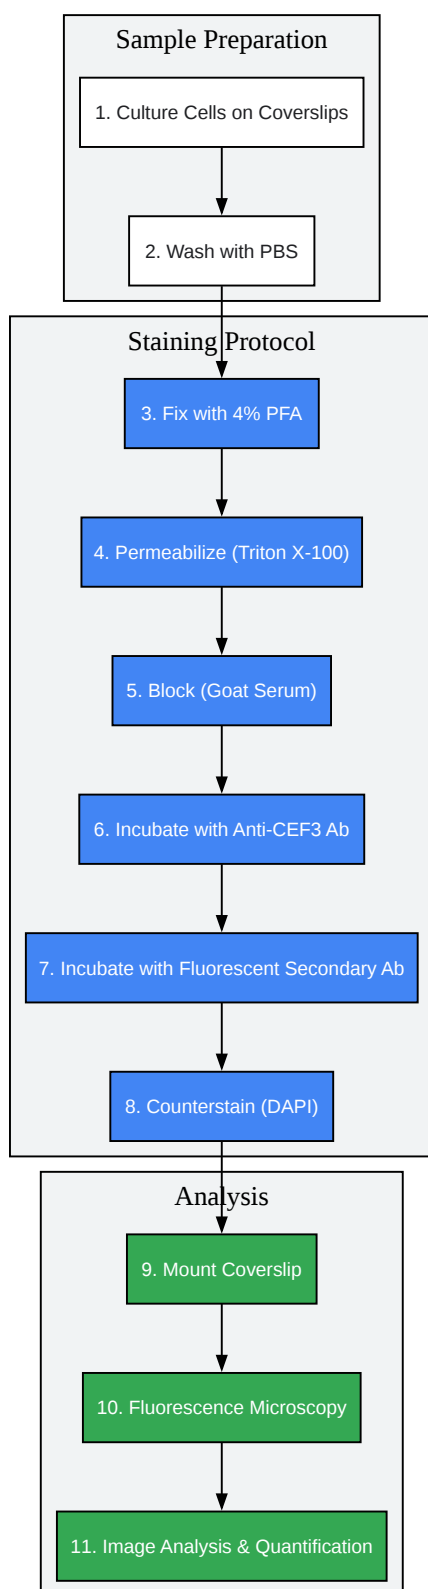 Sample Preparation
1. Culture Cells on Coverslips
2. Wash with PBS
Staining Protocol
3. Fix with 4% PFA
4. Permeabilize (Triton X-100)
5. Block (Goat Serum)
6. Incubate with Anti-CEF3 Ab
7. Incubate with Fluorescent Secondary Ab
8. Counterstain (DAPI)
Analysis
9. Mount Coverslip
10. Fluorescence Microscopy
11. Image Analysis & Quantification